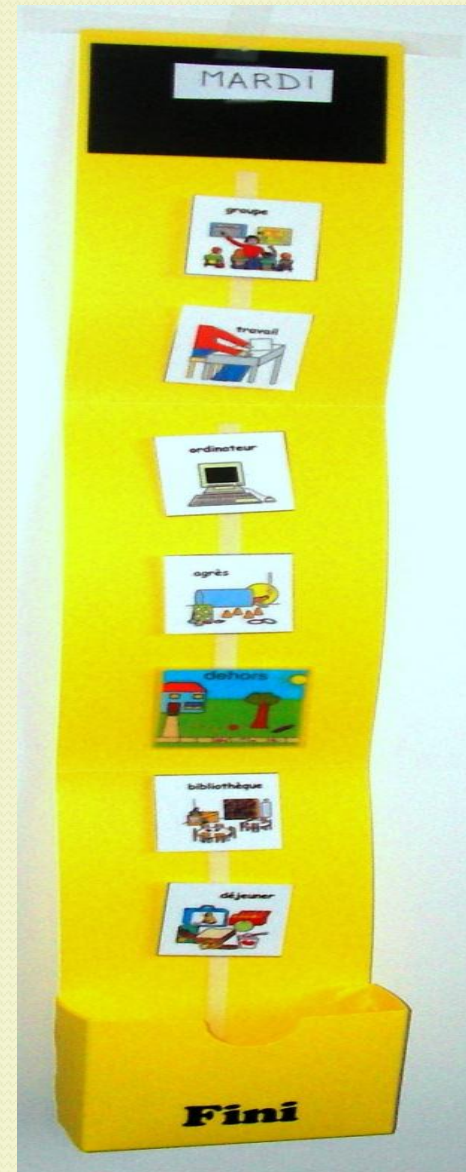 MARDi
groupe
travail
ordinateur
agrès
dehors
bibliothèque
déjeuner
Fini